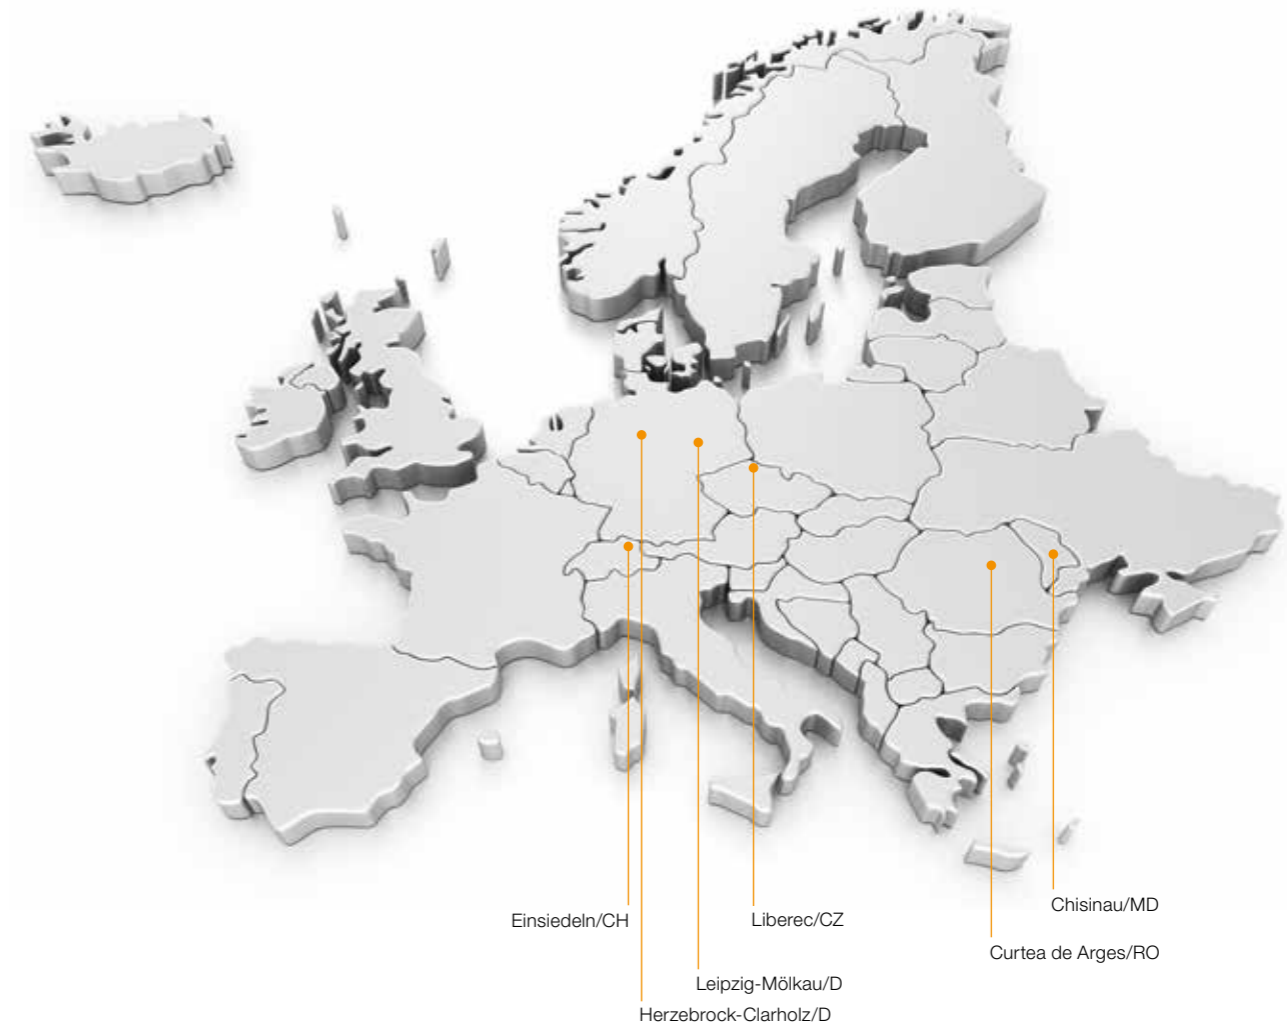 Chisinau/MD
Einsiedeln/CH
Liberec/CZ
Curtea de Arges/RO
Leipzig-Mölkau/D
Herzebrock-Clarholz/D